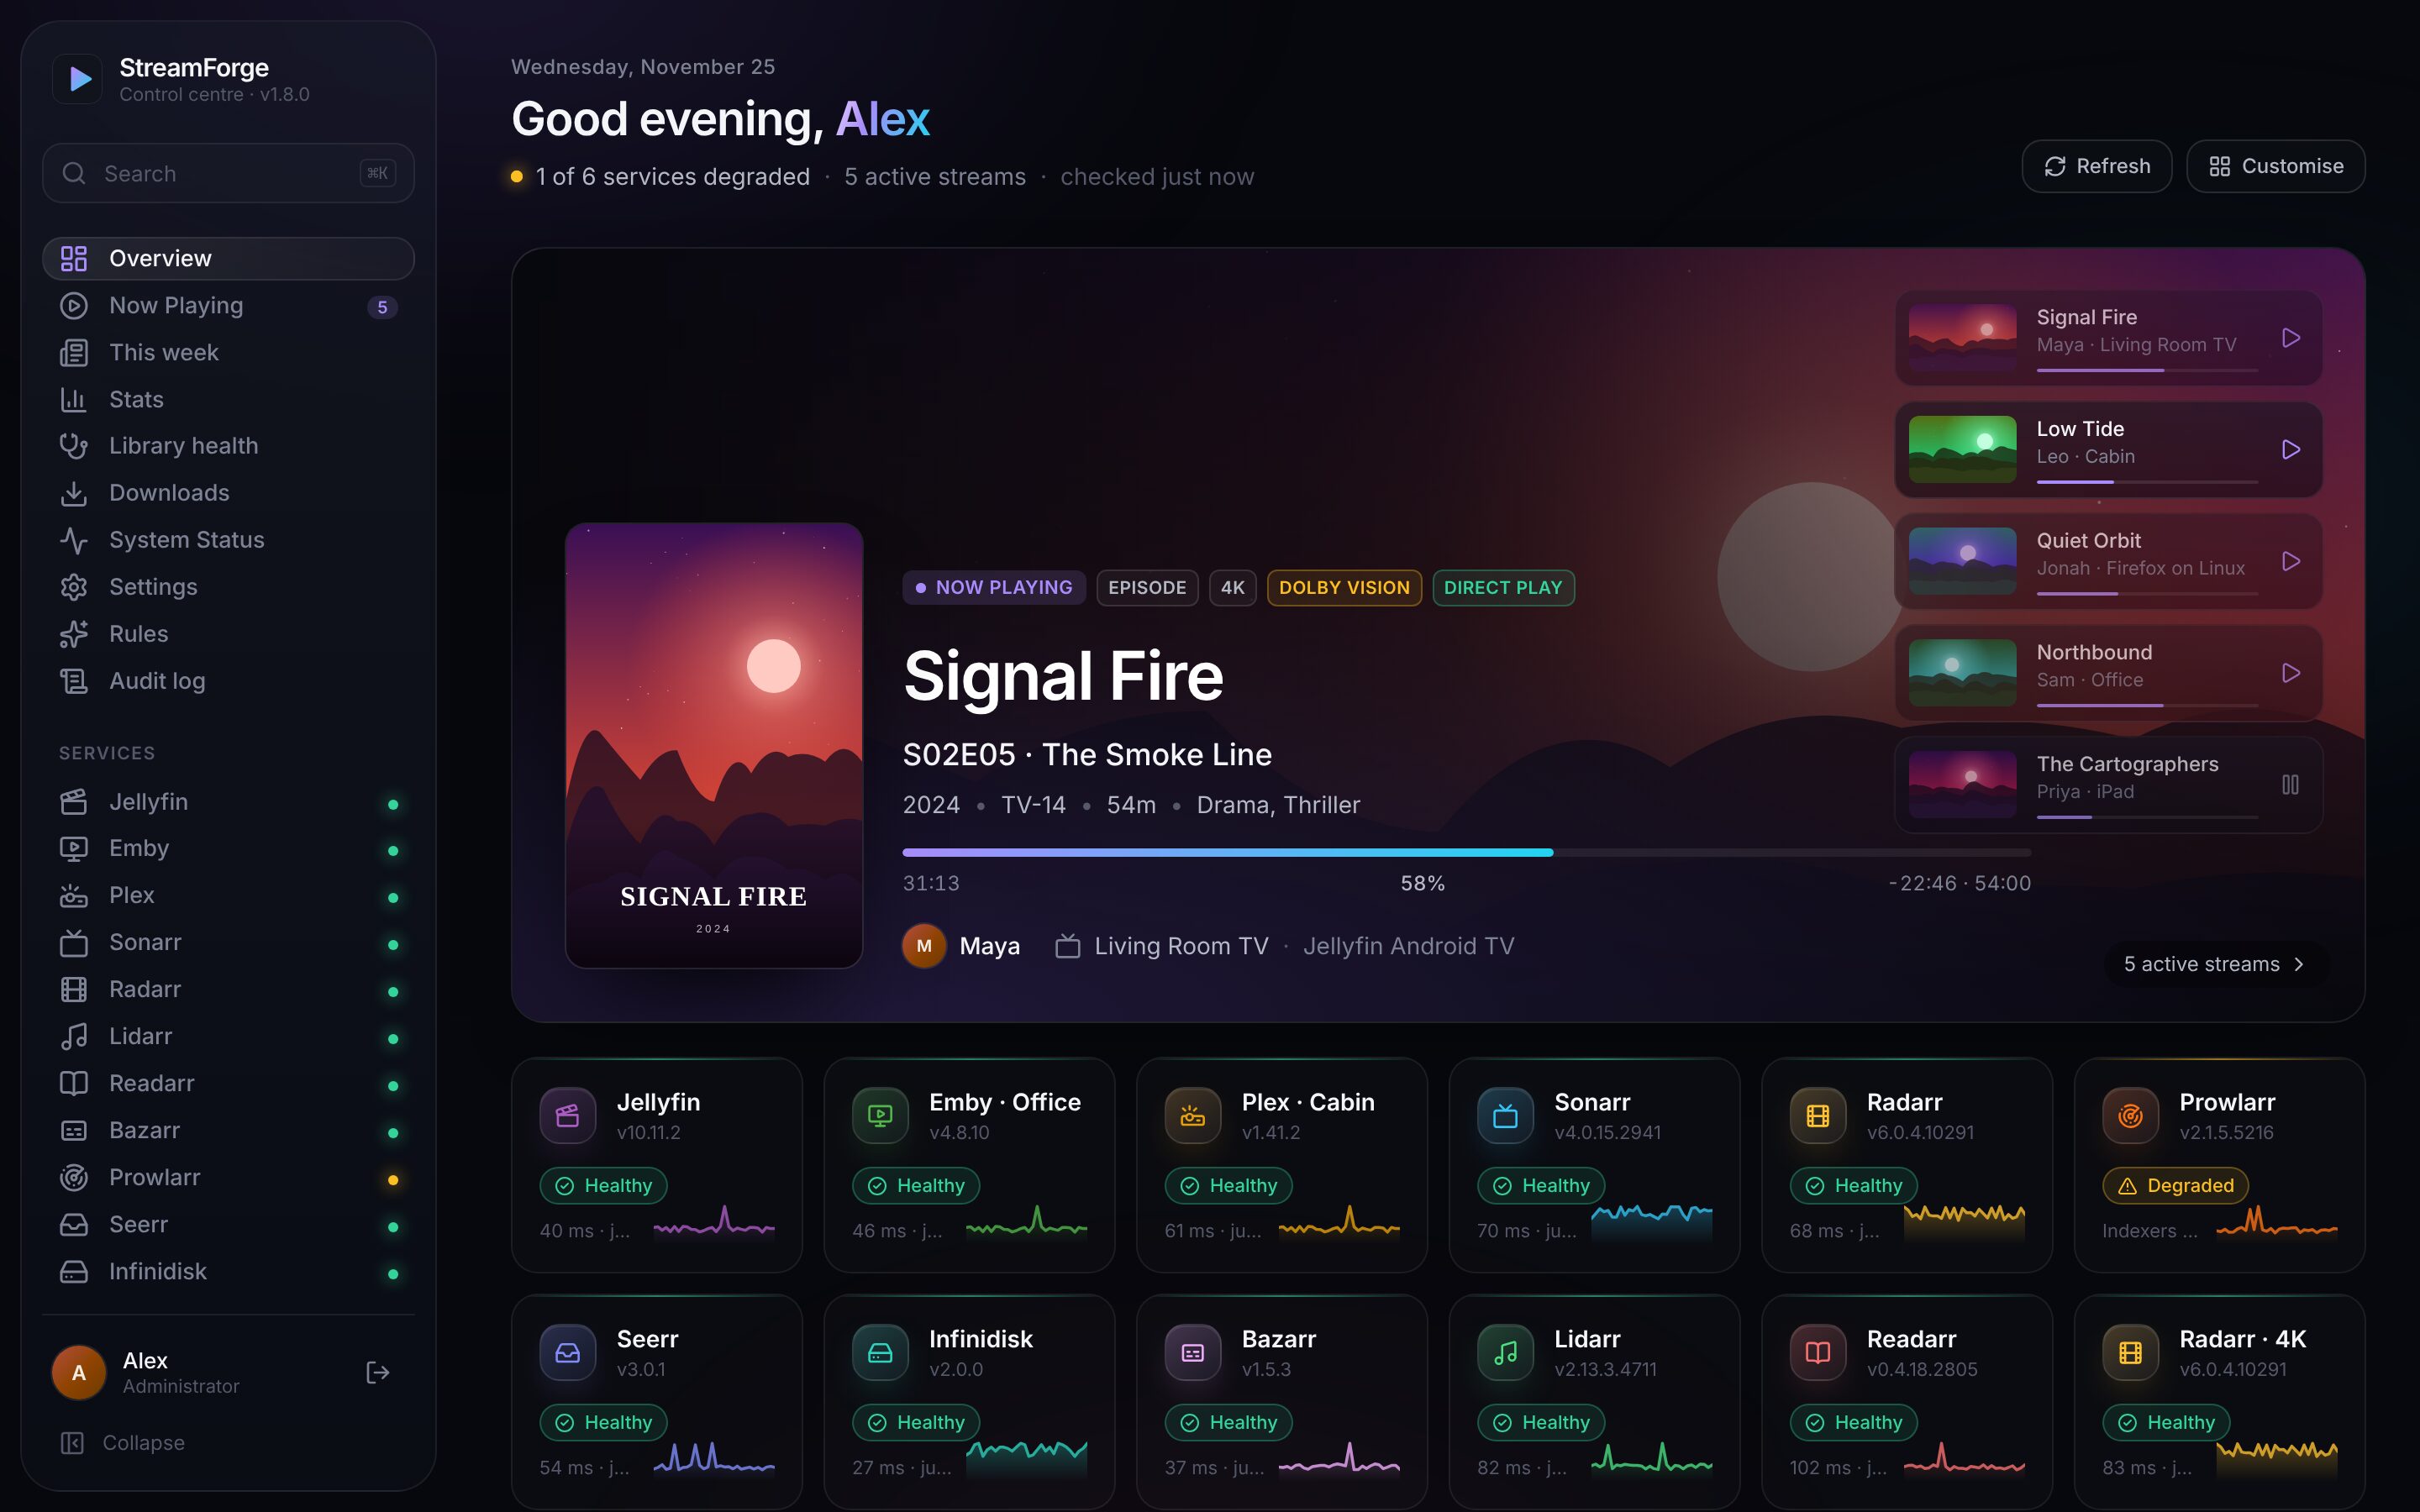 StreamForge
Control centre · v1.8.0
Search
⌘K
Overview
Now Playing
5
This week
Stats
Library health
Downloads
System Status
Settings
Rules
Audit log
SERVICES
Jellyfin
Emby
Plex
Sonarr
Radarr
Lidarr
Readarr
Bazarr
Prowlarr
Seerr
Infinidisk
A
Alex
Administrator
Collapse
Wednesday, November 25
Good evening, Alex
1 of 6 services degraded · 5 active streams · checked just now
Refresh
Customise
SIGNAL FIRE
2024
NOW PLAYING
EPISODE
4K
DOLBY VISION
DIRECT PLAY
Signal Fire
S02E05 · The Smoke Line
2024 • TV-14 • 54m • Drama, Thriller
31:13
58%
-22:46 · 54:00
M
Maya
Living Room TV · Jellyfin Android TV
Signal Fire
Maya · Living Room TV
Low Tide
Leo · Cabin
Quiet Orbit
Jonah · Firefox on Linux
Northbound
Sam · Office
The Cartographers
Priya · iPad
5 active streams
Jellyfin
v10.11.2
Healthy
40 ms · j...
Emby · Office
v4.8.10
Healthy
46 ms · j...
Plex · Cabin
v1.41.2
Healthy
61 ms · ju...
Sonarr
v4.0.15.2941
Healthy
70 ms · ju...
Radarr
v6.0.4.10291
Healthy
68 ms · j...
Prowlarr
v2.1.5.5216
Degraded
Indexers ...
Seerr
v3.0.1
Healthy
54 ms · j...
Infinidisk
v2.0.0
Healthy
27 ms · ju...
Bazarr
v1.5.3
Healthy
37 ms · ju...
Lidarr
v2.13.3.4711
Healthy
82 ms · j...
Readarr
v0.4.18.2805
Healthy
102 ms · j...
Radarr · 4K
v6.0.4.10291
Healthy
83 ms · j...